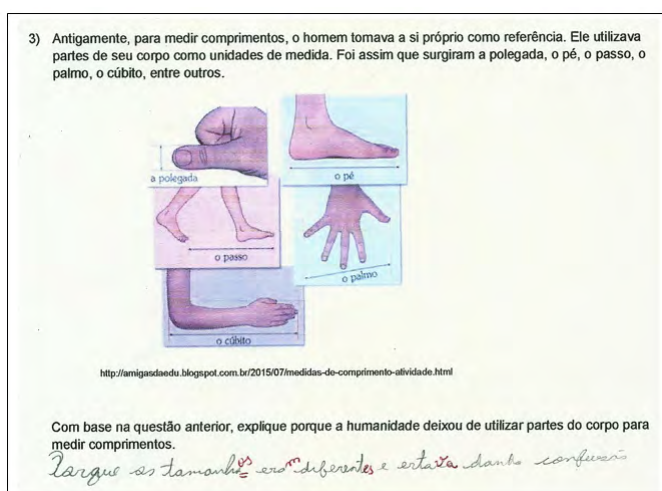 3) Antigamente, para medir comprimentos, o homem tomava a si próprio como referência. Ele utilizava
partes de seu corpo como unidades de medida. Foi assim que surgiram a polegada, o pé, o passo, o
palmo, o cúbito, entre outros.
a polegada
o pé
o passo
o palmo
o cúbito
http://amigasdaedu.blogspot.com.br/2015/07/medidas-de-comprimento-atividade.html
Com base na questão anterior, explique porque a humanidade deixou de utilizar partes do corpo para
medir comprimentos.
Porque os tamanhos erom diferentes e estava danho